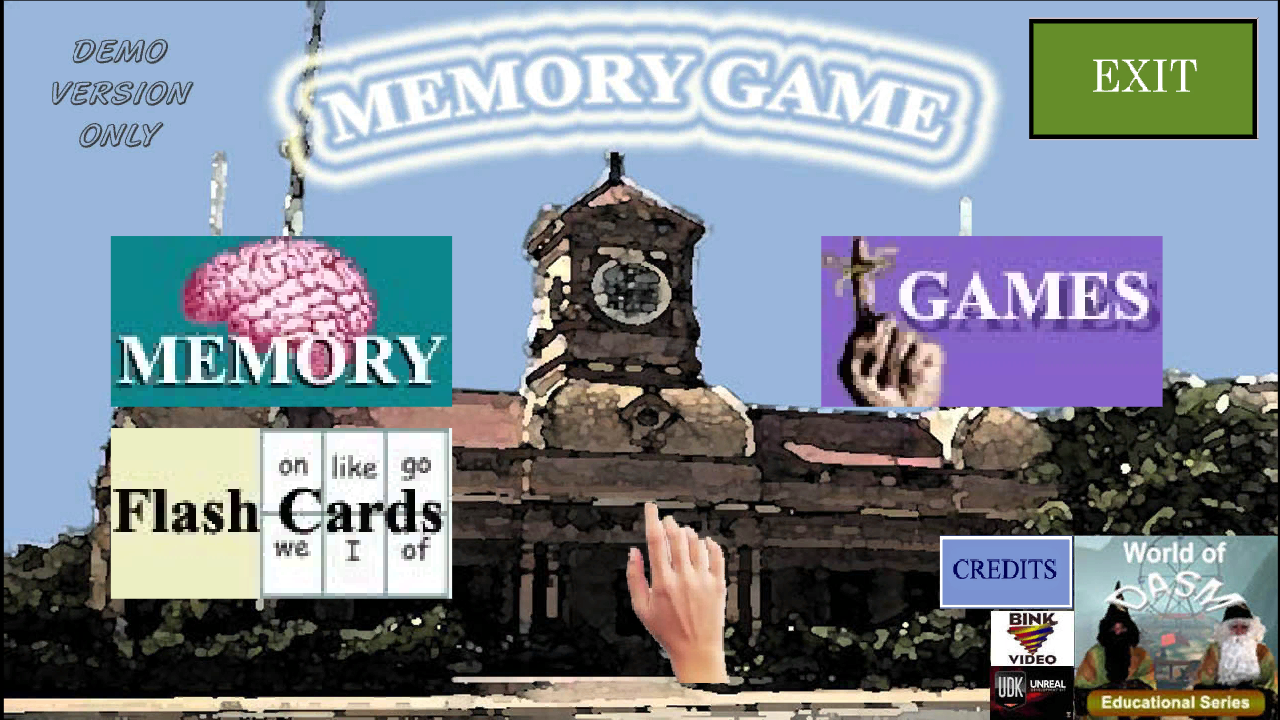 DEMO
VERSION
ONLY
MEMORY GAME
EXIT
MEMORY
GAMES
on like go
Flash Cards
we I of
CREDITS
World of
DASM
BINK
VIDEO
UDK UNREAL
Educational Series